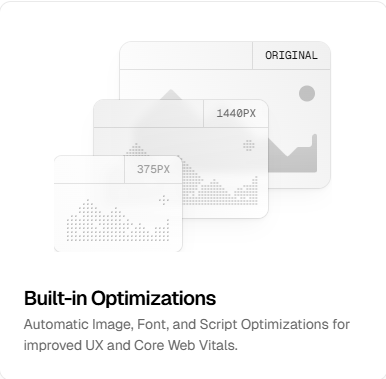 ORIGINAL
1440PX
375PX
Built-in Optimizations
Automatic Image, Font, and Script Optimizations for
improved UX and Core Web Vitals.